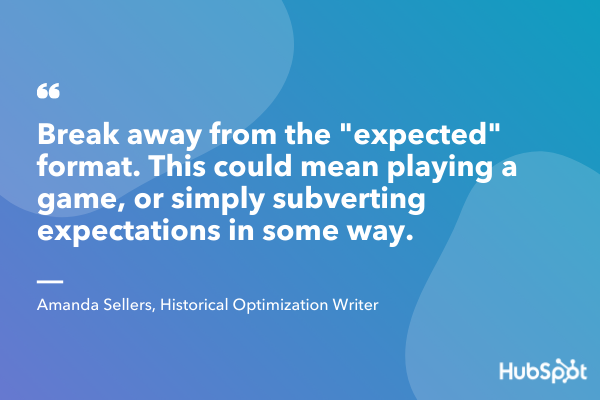 “
Break away from the "expected"
format. This could mean playing a
game, or simply subverting
expectations in some way.
Amanda Sellers, Historical Optimization Writer
HubSpot